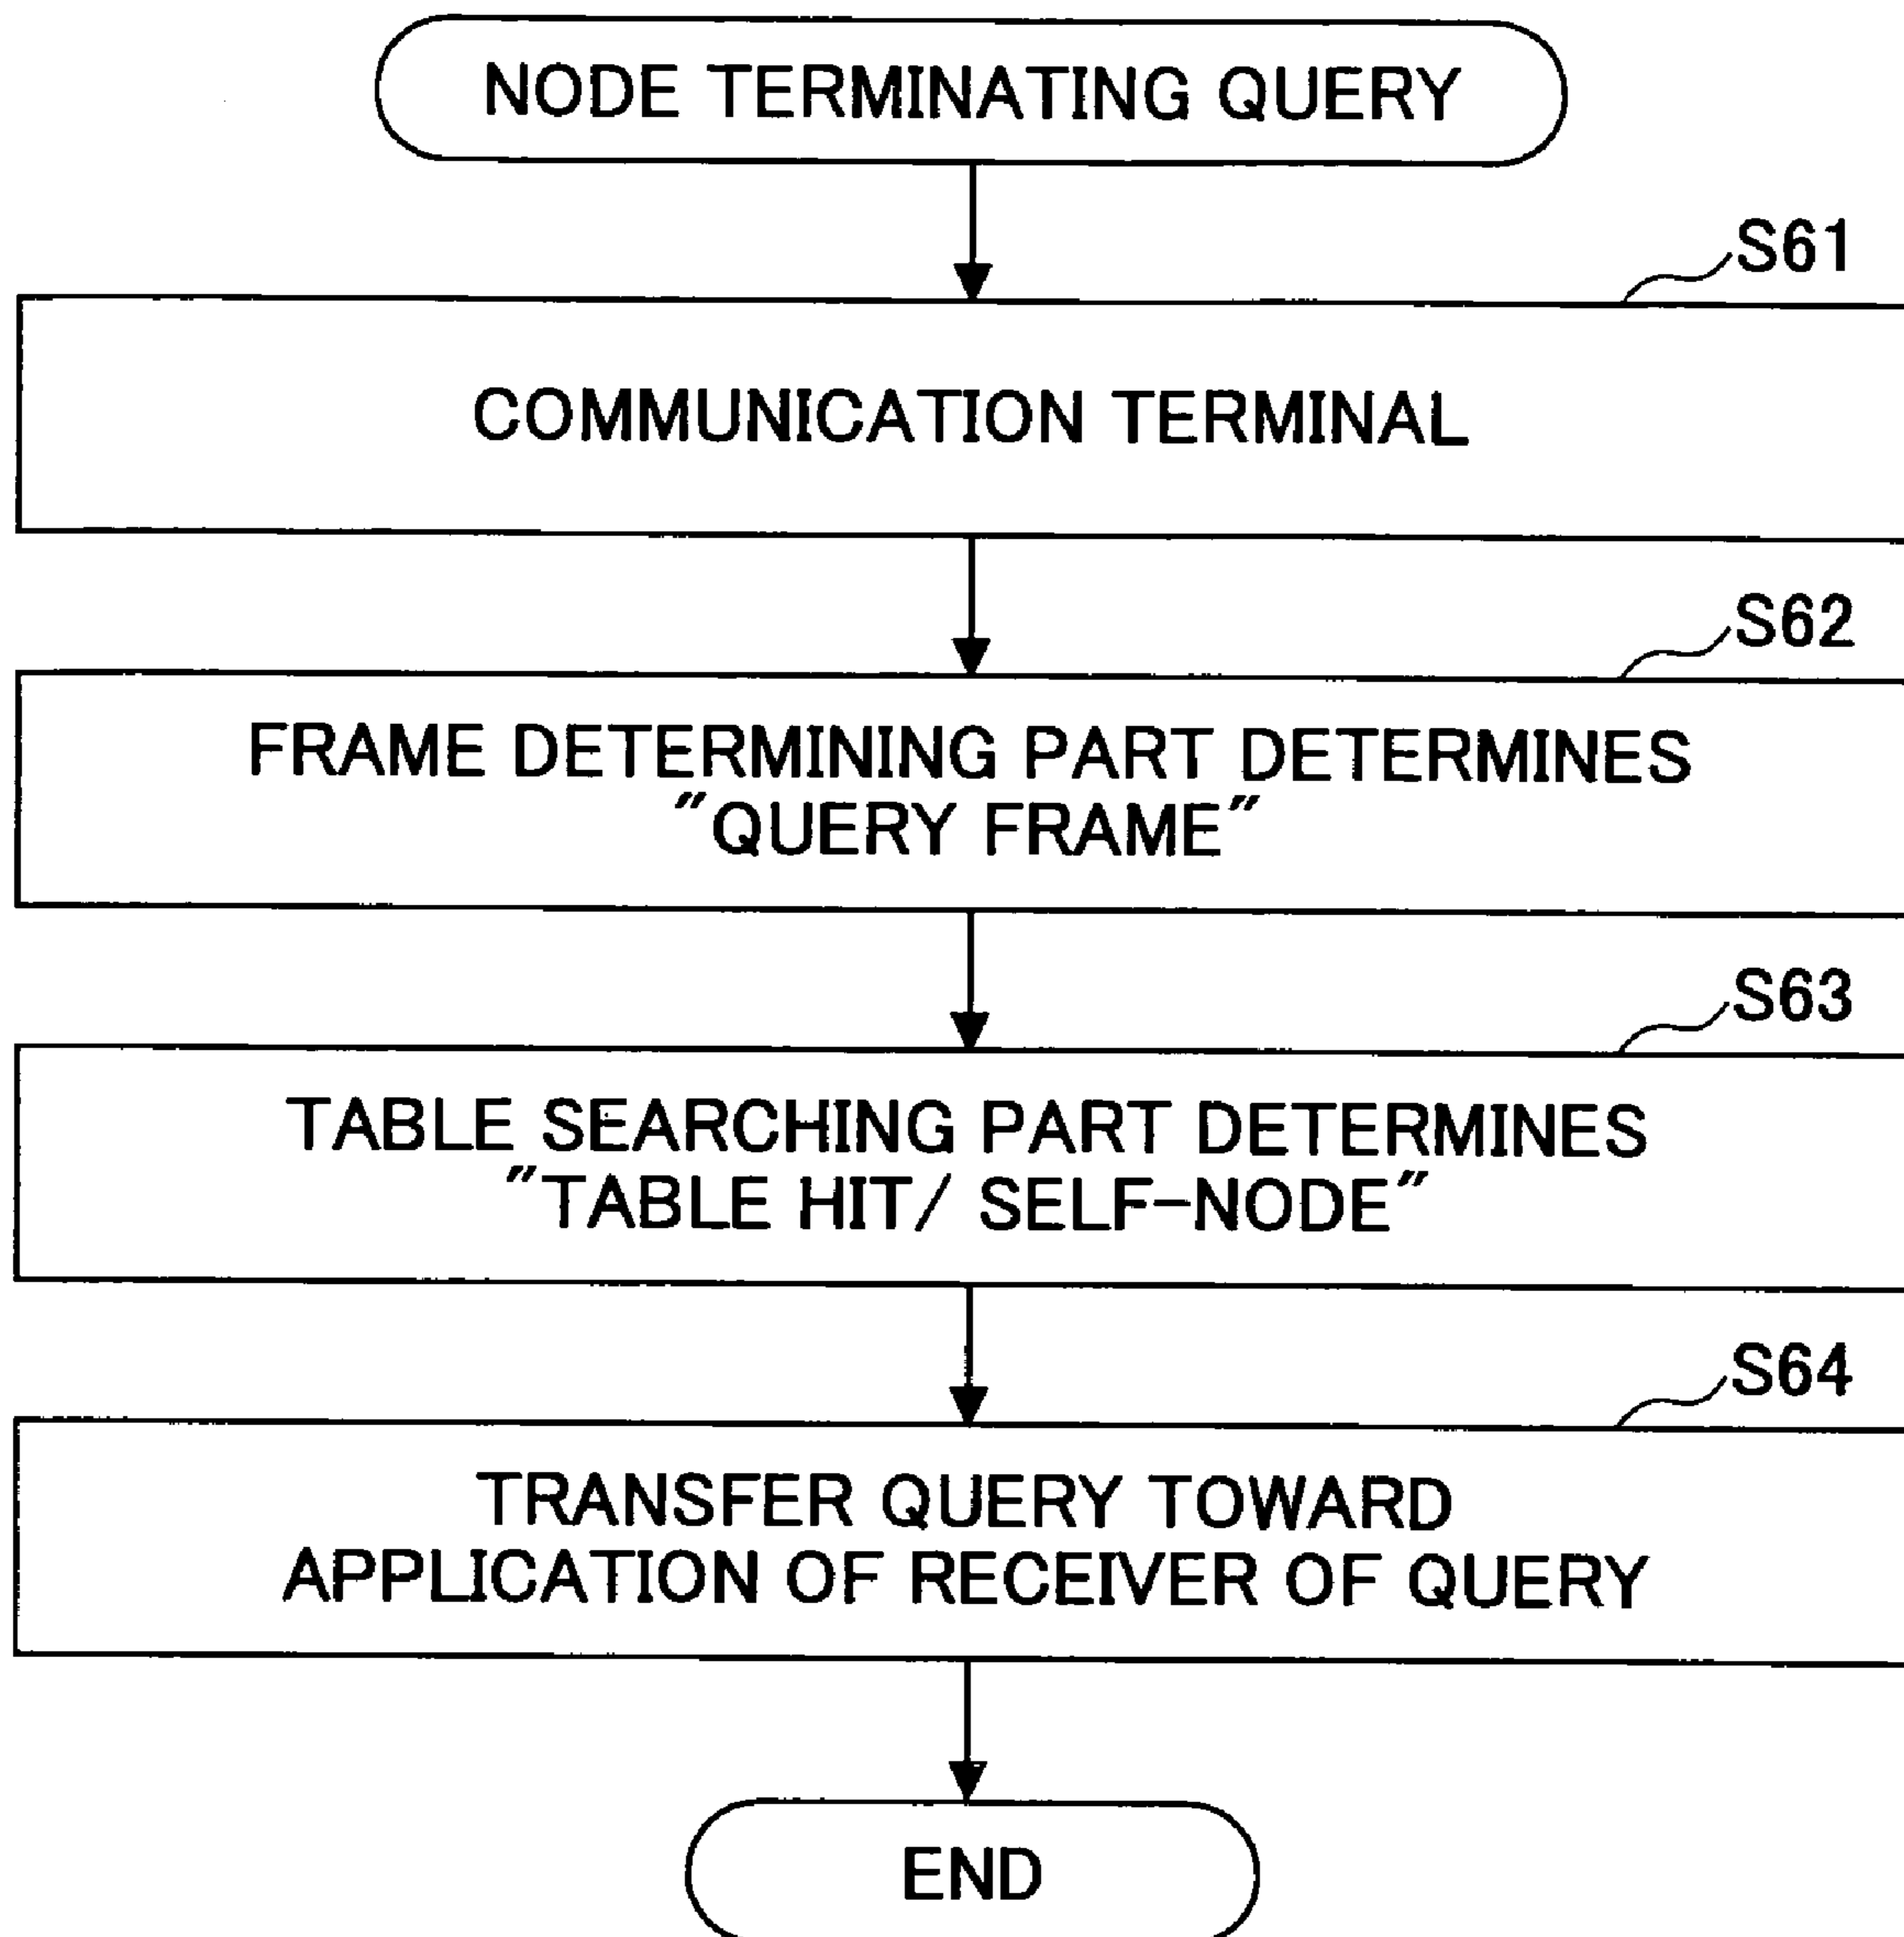 NODE TERMINATING QUERY
S61
COMMUNICATION TERMINAL
S62
FRAME DETERMINING PART DETERMINES
"QUERY FRAME"
S63
TABLE SEARCHING PART DETERMINES
"TABLE HIT/ SELF-NODE"
S64
TRANSFER QUERY TOWARD
APPLICATION OF RECEIVER OF QUERY
END